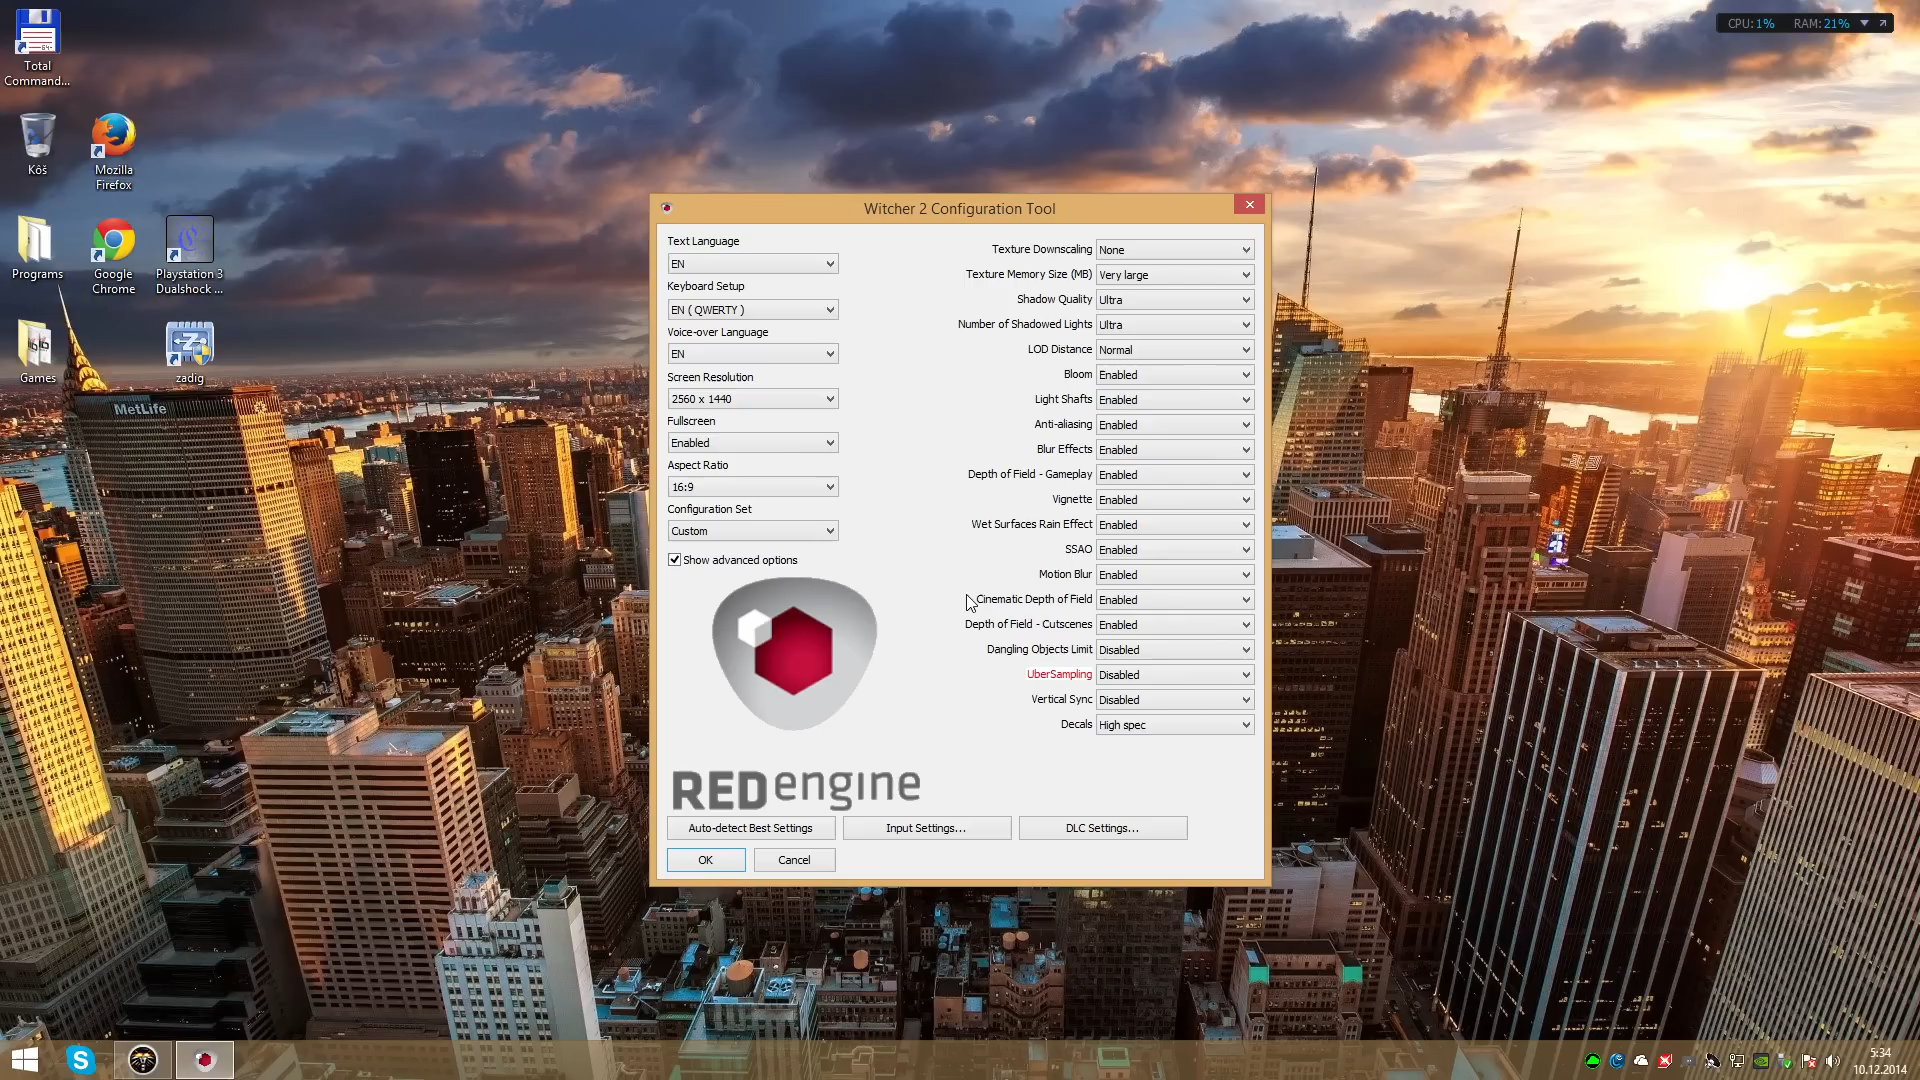 Total
Command...
Kôš
Mozilla
Firefox
Programs
Google
Chrome
Playstation 3
Dualshock ...
Games
zadig
MetLife
CPU: 1% RAM: 21%
Witcher 2 Configuration Tool
Text Language
EN
Keyboard Setup
EN ( QWERTY )
Voice-over Language
EN
Screen Resolution
2560 x 1440
Fullscreen
Enabled
Aspect Ratio
16:9
Configuration Set
Custom
Show advanced options
Texture Downscaling None
Texture Memory Size (MB) Very large
Shadow Quality Ultra
Number of Shadowed Lights Ultra
LOD Distance Normal
Bloom Enabled
Light Shafts Enabled
Anti-aliasing Enabled
Blur Effects Enabled
Depth of Field - Gameplay Enabled
Vignette Enabled
Wet Surfaces Rain Effect Enabled
SSAO Enabled
Motion Blur Enabled
Cinematic Depth of Field Enabled
Depth of Field - Cutscenes Enabled
Dangling Objects Limit Disabled
UberSampling Disabled
Vertical Sync Disabled
Decals High spec
RED engine
Auto-detect Best Settings Input Settings... DLC Settings...
OK Cancel
5:34
10.12.2014